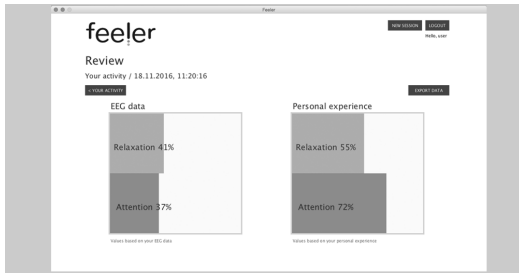 Feeler
feeler
NEW SESSION
LOGOUT
Hello, user
Review
Your activity / 18.11.2016, 11:20:16
< YOUR ACTIVITY
EXPORT DATA
EEG data
Relaxation 41%
Attention 37%
Values based on your EEG data
Personal experience
Relaxation 55%
Attention 72%
Values based on your personal experience